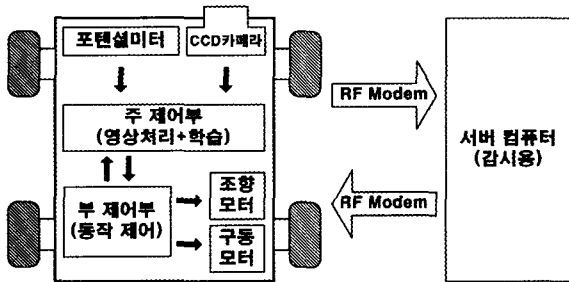 포텐셜미터
CCD카메라
주 제어부
(영상처리+학습)
부 제어부
(동작 제어)
조향
모터
구동
모터
RF Modem
RF Modem
서버 컴퓨터
(감시용)